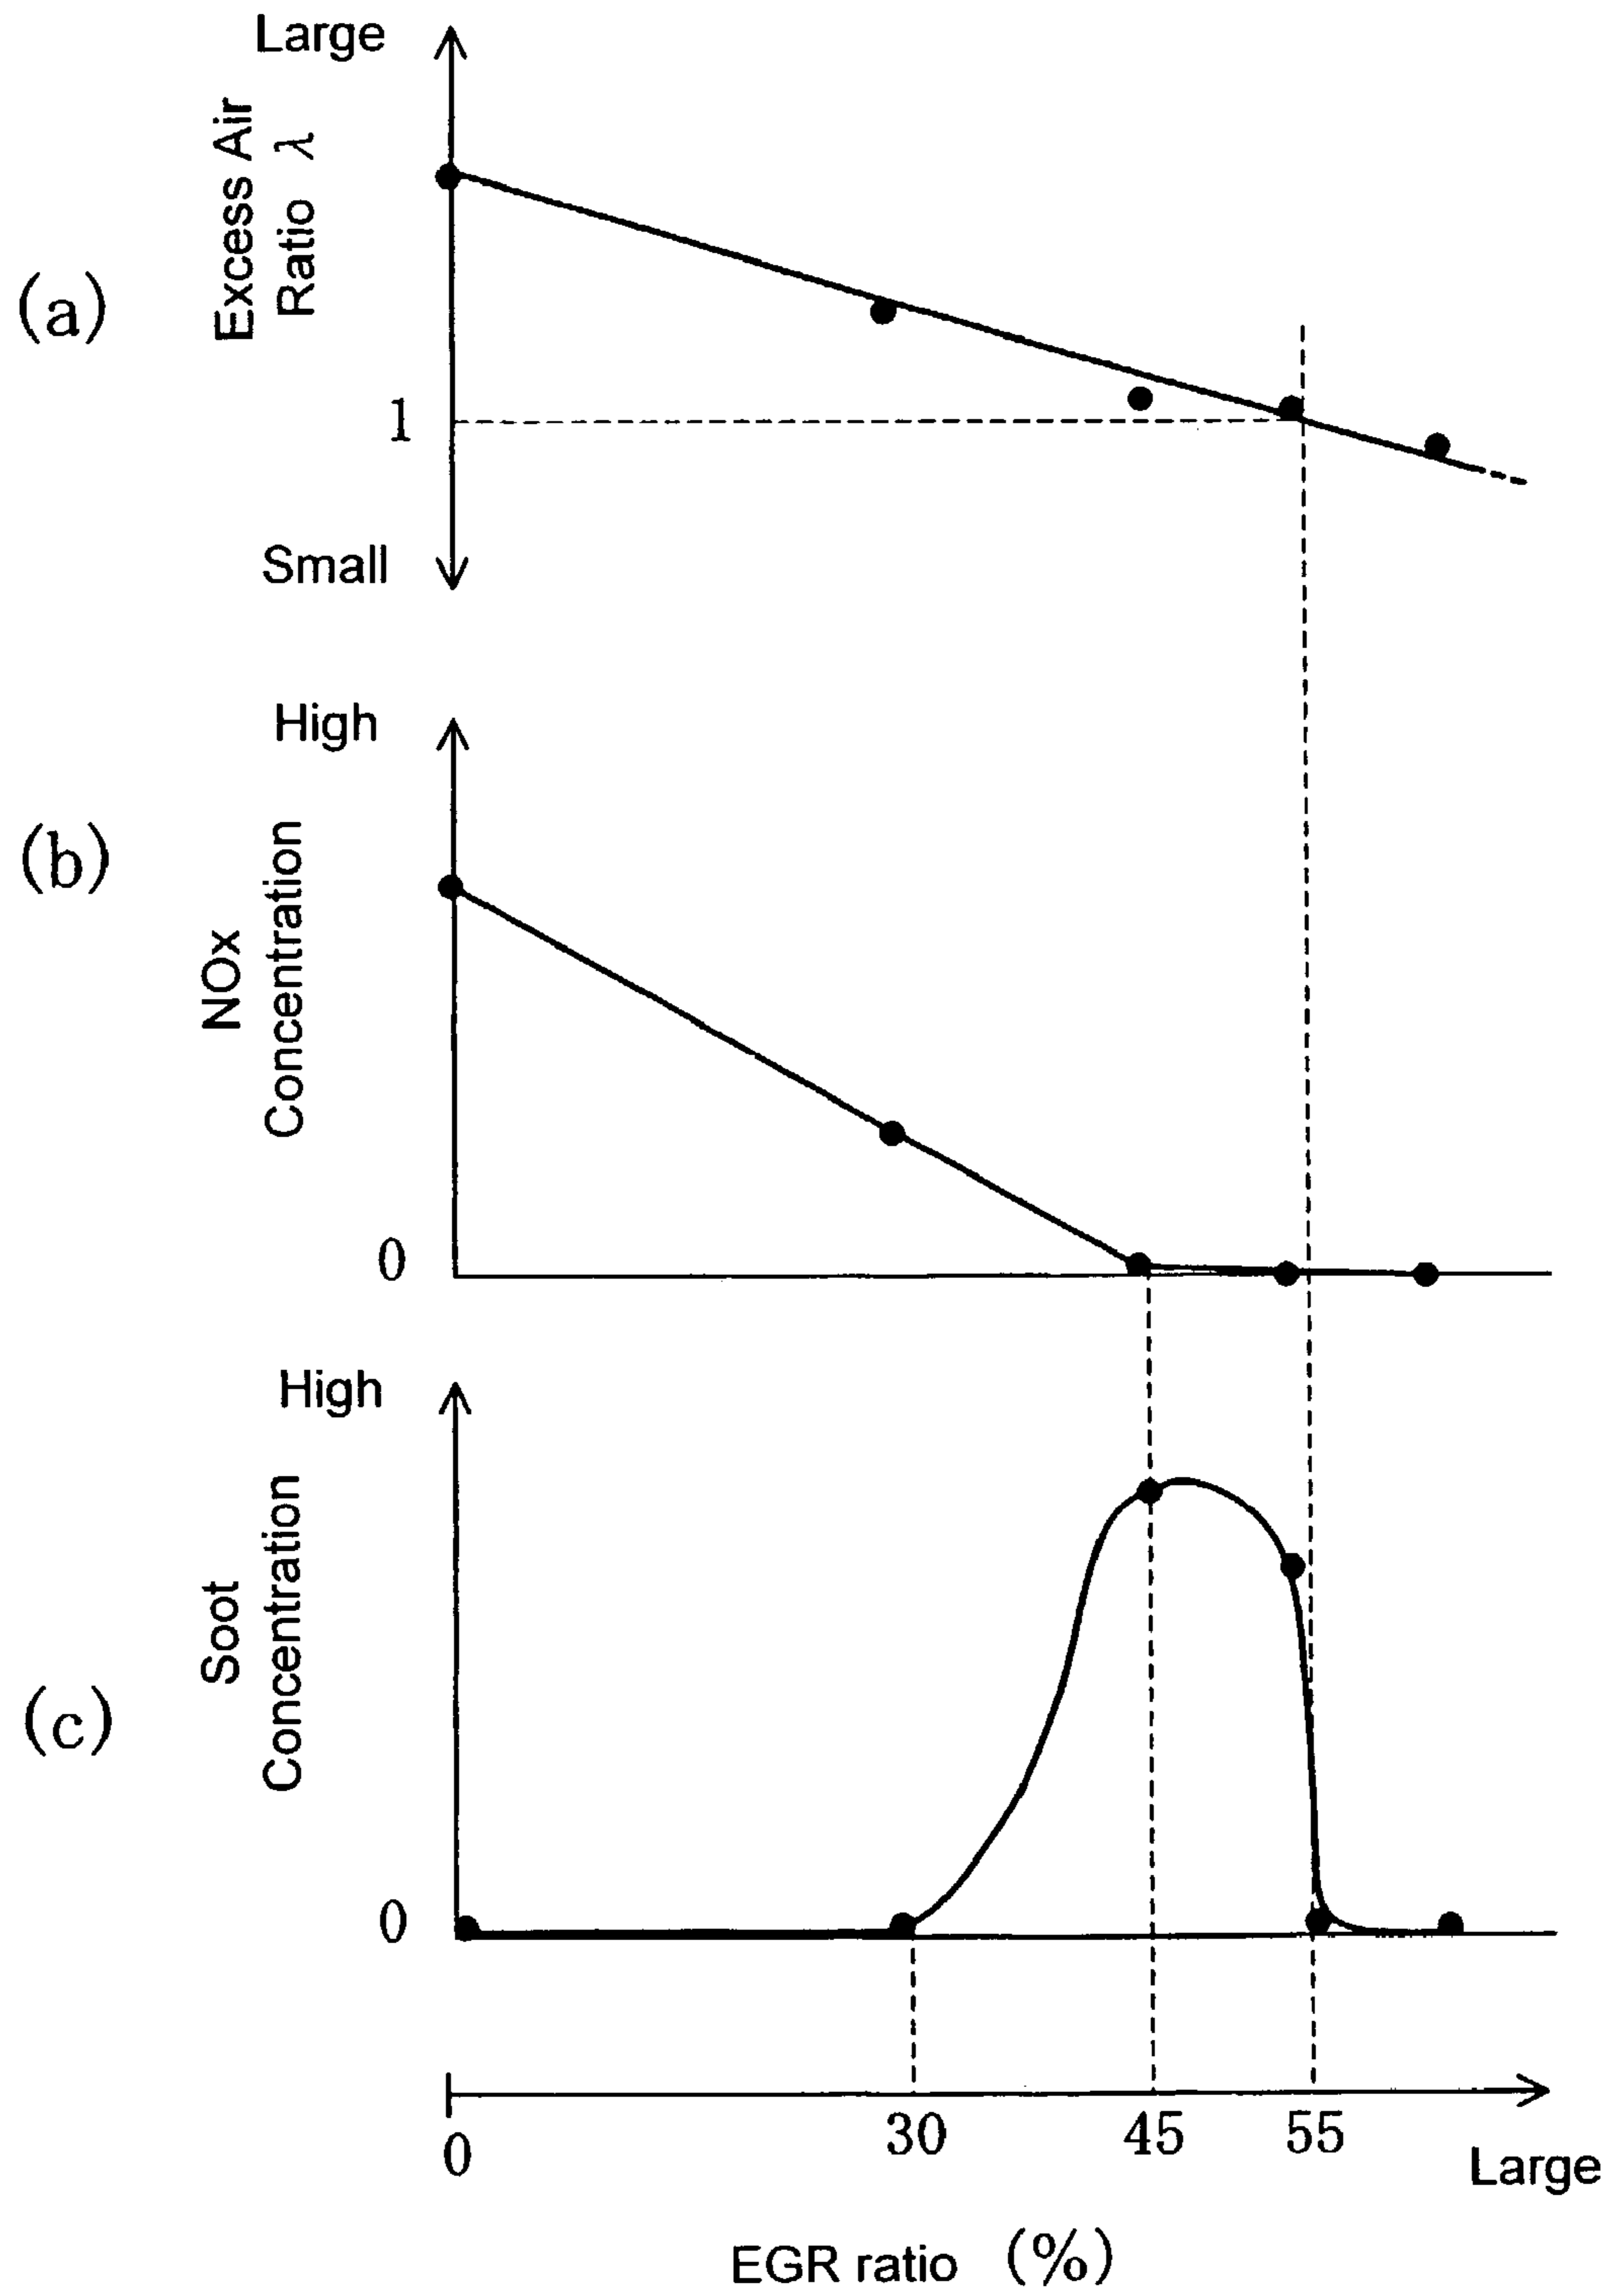 Large
(a)
Excess Air
Ratio λ
1
Small
High
(b)
NOx
Concentration
0
High
(c)
Soot
Concentration
0
0
30
45
55
Large
EGR ratio (%)